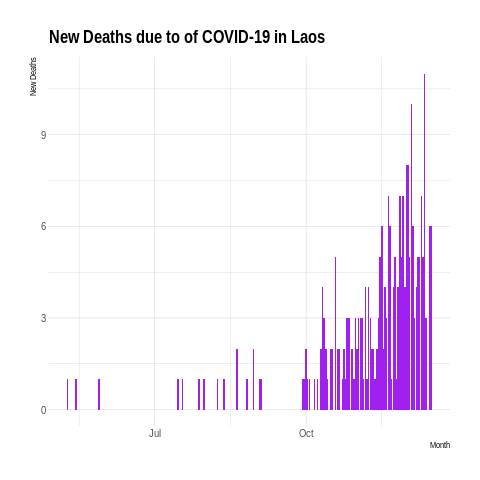 New Deaths due to of COVID-19 in Laos
New Deaths
9
6
3
0
Jul
Oct
Month